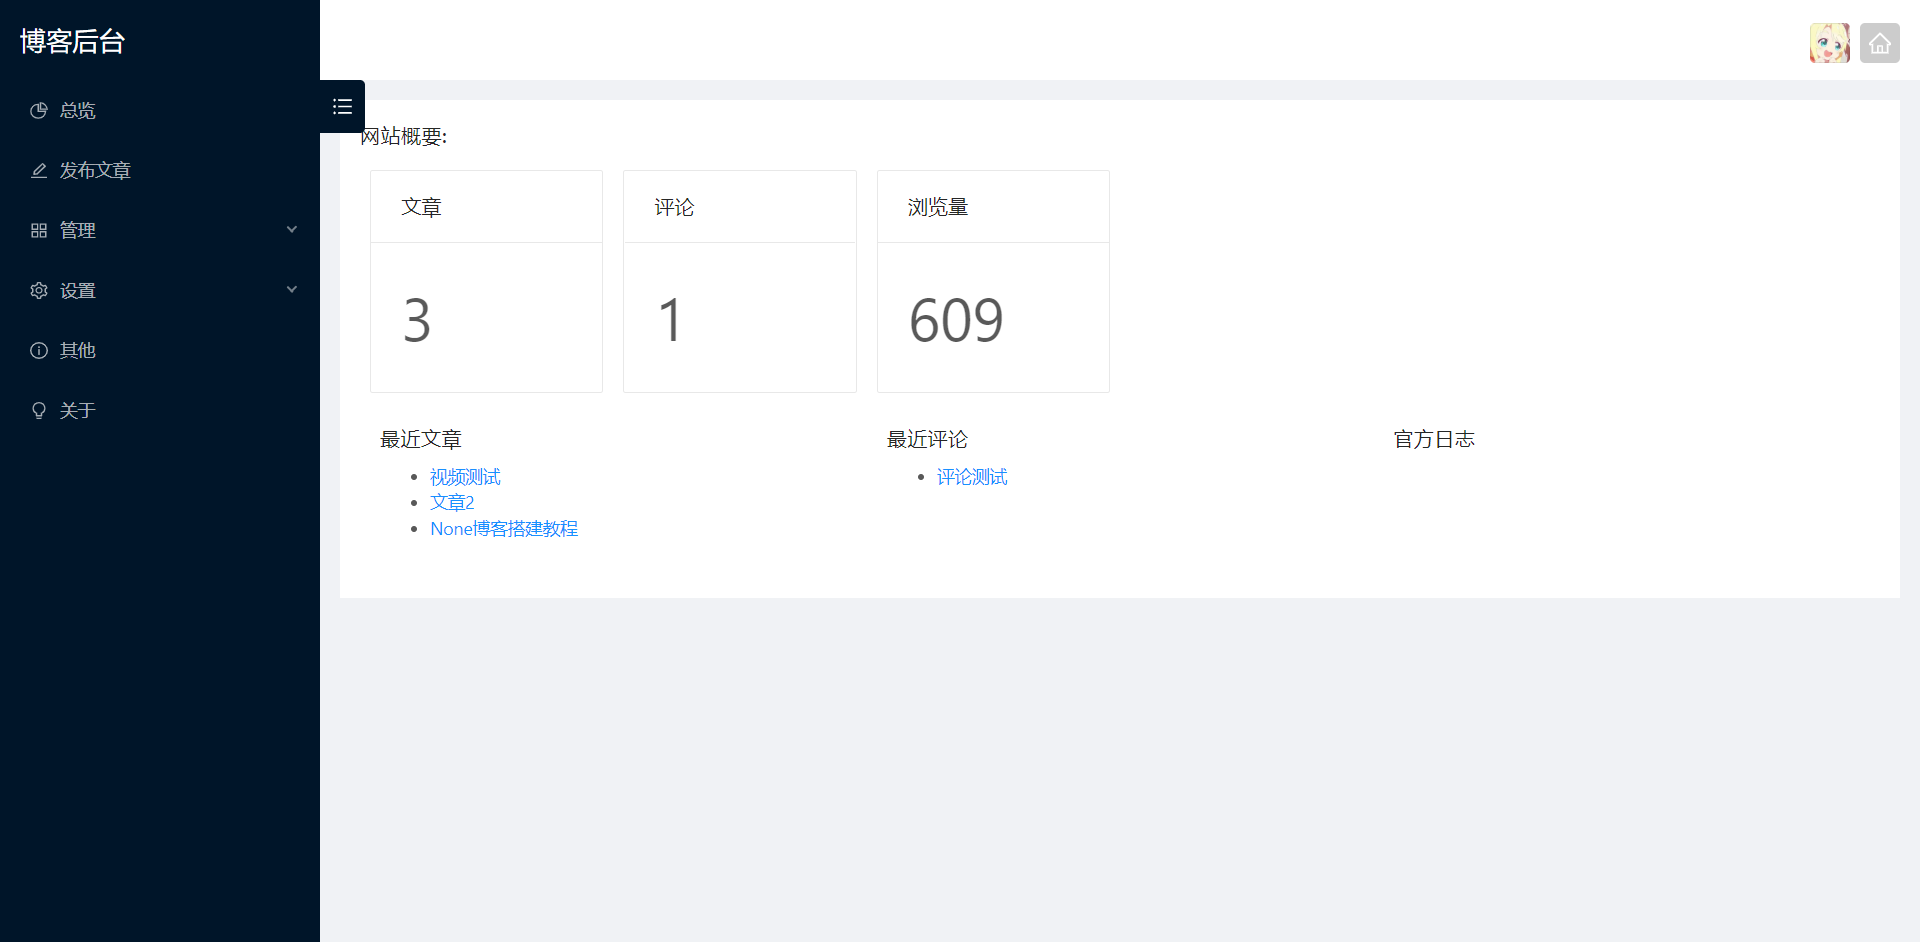 博客后台
总览
发布文章
管理
设置
其他
关于
网站概要:
文章
评论
浏览量
3
1
609
最近文章
视频测试
文章2
None博客搭建教程
最近评论
评论测试
官方日志